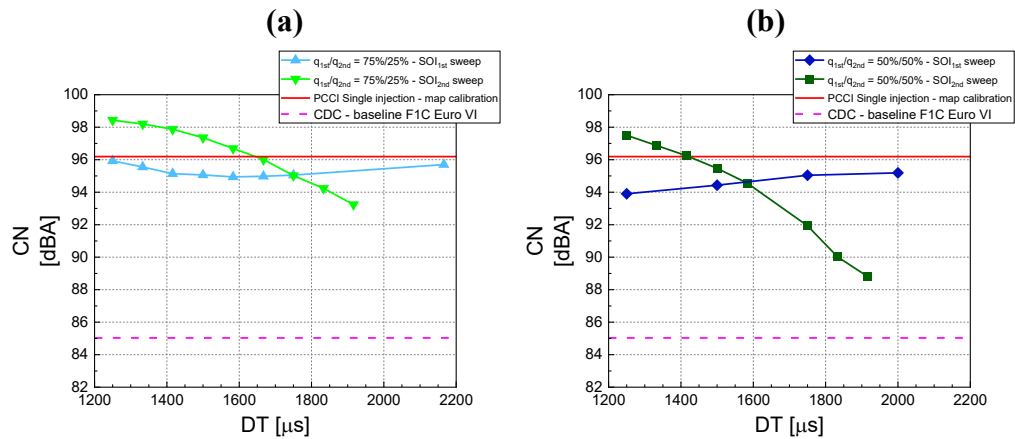 (a)
q1st/q2nd = 75%/25% - SOI1st sweep
q1st/q2nd = 75%/25% - SOI2nd sweep
PCCI Single injection - map calibration
CDC - baseline F1C Euro VI
100
98
96
94
92
90
88
86
84
82
CN
[dBA]
1200
1400
1600
1800
2000
2200
DT [μs]
(b)
q1st/q2nd = 50%/50% - SOI1st sweep
q1st/q2nd = 50%/50% - SOI2nd sweep
PCCI Single injection - map calibration
CDC - baseline F1C Euro VI
100
98
96
94
92
90
88
86
84
82
CN
[dBA]
1200
1400
1600
1800
2000
2200
DT [μs]